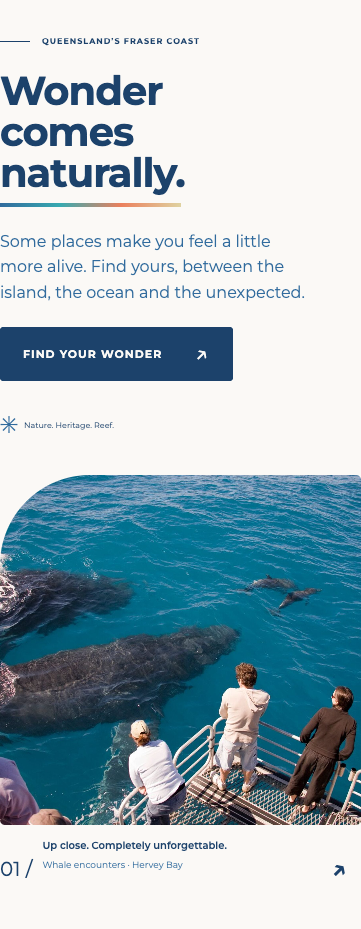 QUEENSLAND'S FRASER COAST
Wonder
comes
naturally.
Some places make you feel a little
more alive. Find yours, between the
island, the ocean and the unexpected.
FIND YOUR WONDER
Nature. Heritage. Reef.
Up close. Completely unforgettable.
01 /
Whale encounters · Hervey Bay